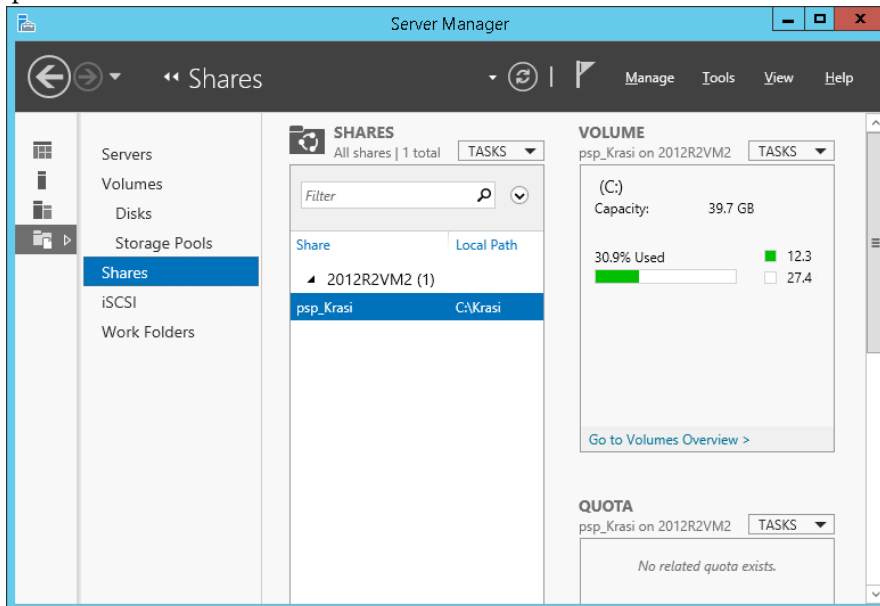 Server Manager
Shares
Manage Tools View Help
Servers
Volumes
Disks
Storage Pools
Shares
iSCSI
Work Folders
SHARES
All shares | 1 total
TASKS
Filter
Share Local Path
2012R2VM2 (1)
psp_Krasi C:\Krasi
VOLUME
psp_Krasi on 2012R2VM2
TASKS
(C:)
Capacity: 39.7 GB
30.9% Used
12.3
27.4
Go to Volumes Overview >
QUOTA
psp_Krasi on 2012R2VM2
TASKS
No related quota exists.